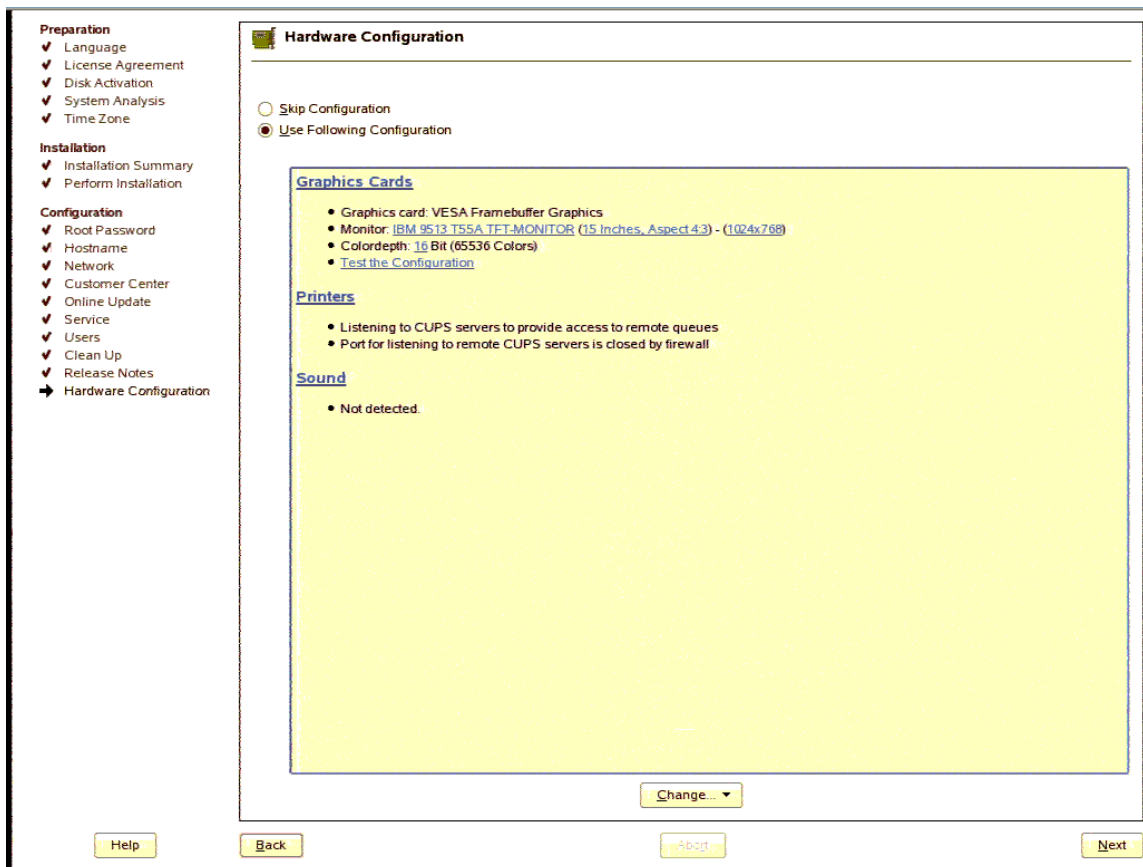 Preparation
Language
License Agreement
Disk Activation
System Analysis
Time Zone
Installation
Installation Summary
Perform Installation
Configuration
Root Password
Hostname
Network
Customer Center
Online Update
Service
Users
Clean Up
Release Notes
Hardware Configuration
Hardware Configuration
Skip Configuration
Use Following Configuration
Graphics Cards
Graphics card: VESA Framebuffer Graphics
Monitor: IBM 9513 T55A TFT-MONITOR (15 Inches, Aspect 4:3) - (1024x768)
Colordepth: 16 Bit (65536 Colors)
Test the Configuration
Printers
Listening to CUPS servers to provide access to remote queues
Port for listening to remote CUPS servers is closed by firewall
Sound
Not detected.
Change...
Help
Back
Abort
Next